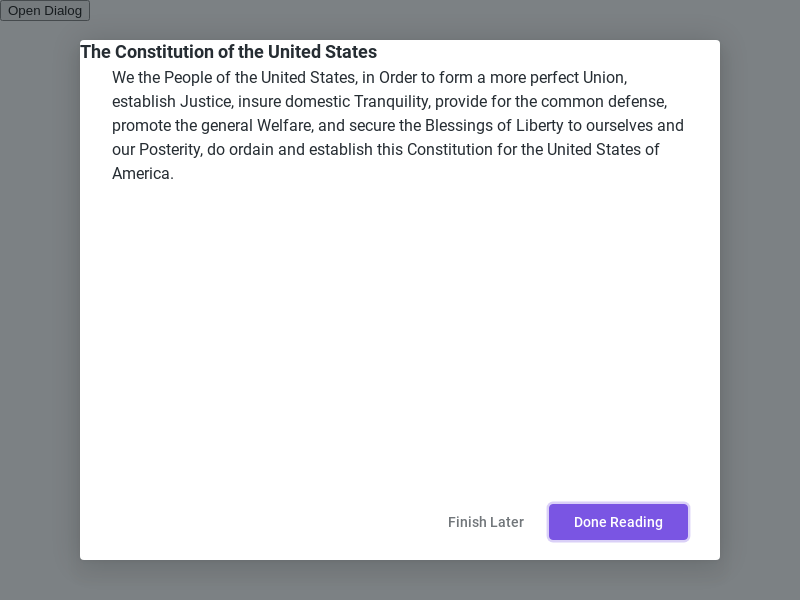 Open Dialog
The Constitution of the United States
We the People of the United States, in Order to form a more perfect Union,
establish Justice, insure domestic Tranquility, provide for the common defense,
promote the general Welfare, and secure the Blessings of Liberty to ourselves and
our Posterity, do ordain and establish this Constitution for the United States of
America.
Finish Later
Done Reading